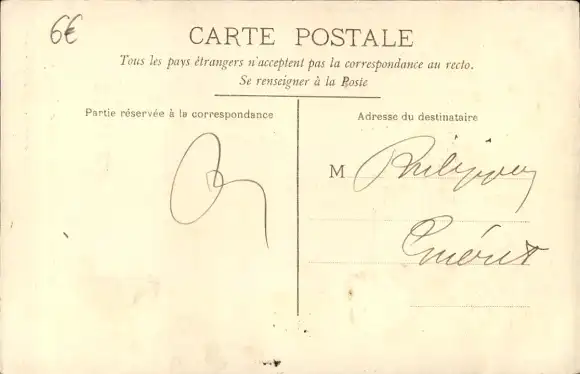 6€
CARTE POSTALE
Tous les pays étrangers n'acceptent pas la correspondance au recto.
Se renseigner à la Poste
Partie réservée à la correspondance
Adresse du destinataire
M